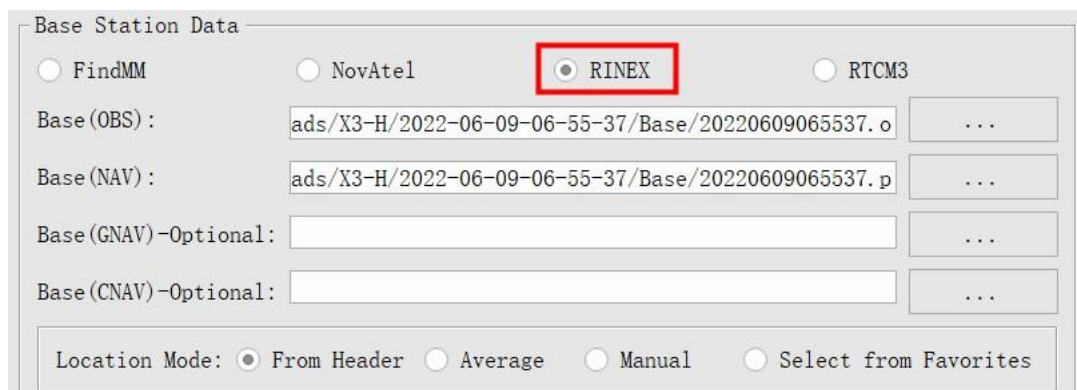 Base Station Data
FindMM NovAtel RINEX RTCM3
Base(OBS): ads/X3-H/2022-06-09-06-55-37/Base/20220609065537.o ...
Base(NAV): ads/X3-H/2022-06-09-06-55-37/Base/20220609065537.p ...
Base(GNAV)-Optional: ...
Base(CNAV)-Optional: ...
Location Mode: From Header Average Manual Select from Favorites